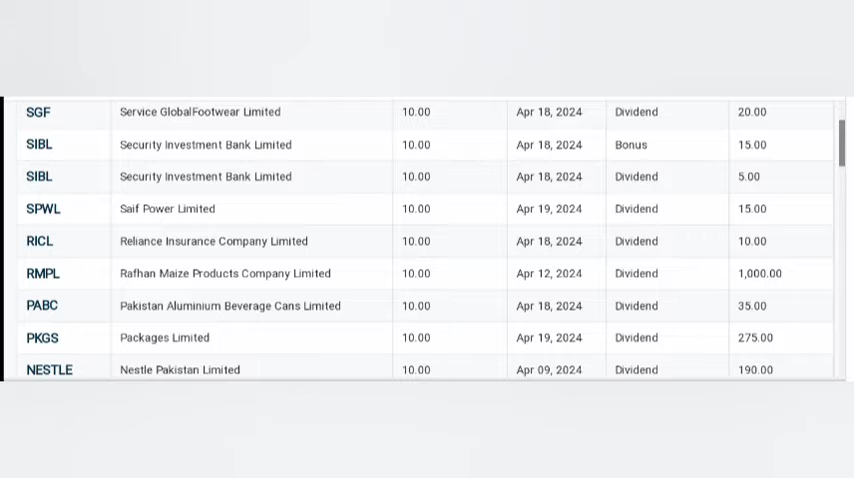 SGF Service GlobalFootwear Limited 10.00 Apr 18, 2024 Dividend 20.00
SIBL Security Investment Bank Limited 10.00 Apr 18, 2024 Bonus 15.00
SIBL Security Investment Bank Limited 10.00 Apr 18, 2024 Dividend 5.00
SPWL Saif Power Limited 10.00 Apr 19, 2024 Dividend 15.00
RICL Reliance Insurance Company Limited 10.00 Apr 18, 2024 Dividend 10.00
RMPL Rafhan Maize Products Company Limited 10.00 Apr 12, 2024 Dividend 1,000.00
PABC Pakistan Aluminium Beverage Cans Limited 10.00 Apr 18, 2024 Dividend 35.00
PKGS Packages Limited 10.00 Apr 19, 2024 Dividend 275.00
NESTLE Nestle Pakistan Limited 10.00 Apr 09, 2024 Dividend 190.00